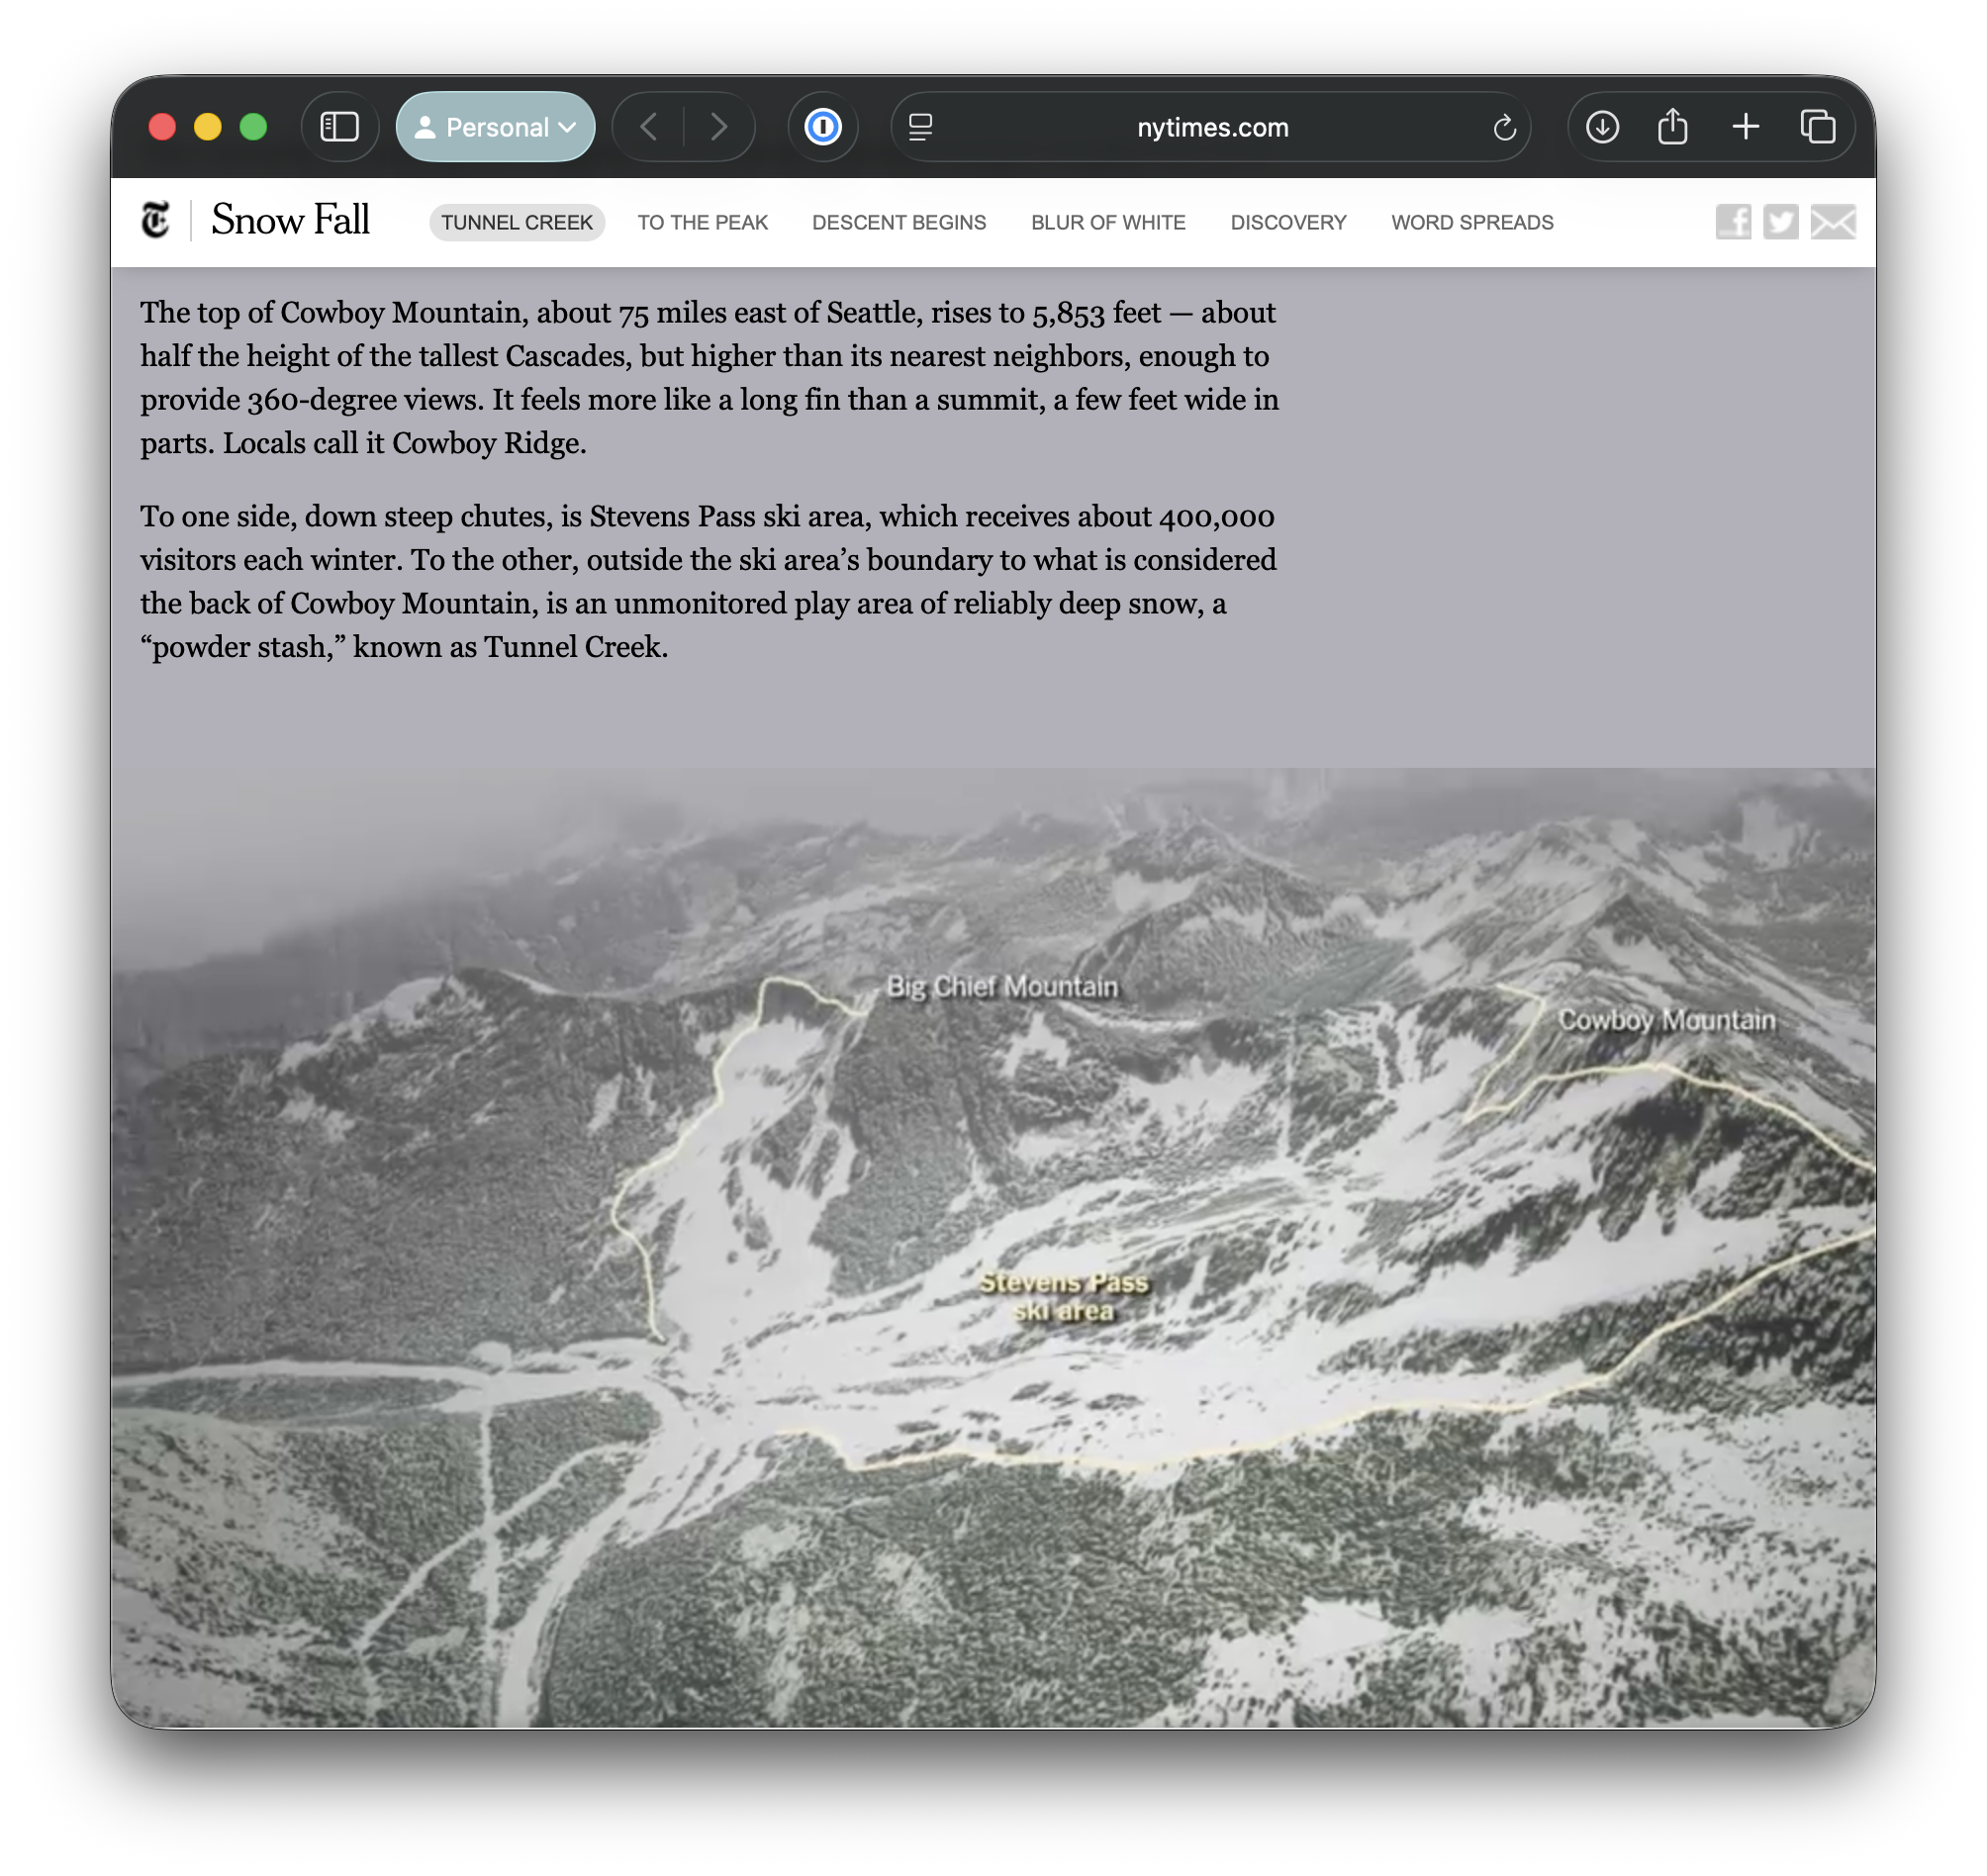 Personal
nytimes.com
Snow Fall
TUNNEL CREEK
TO THE PEAK
DESCENT BEGINS
BLUR OF WHITE
DISCOVERY
WORD SPREADS
The top of Cowboy Mountain, about 75 miles east of Seattle, rises to 5,853 feet — about
half the height of the tallest Cascades, but higher than its nearest neighbors, enough to
provide 360-degree views. It feels more like a long fin than a summit, a few feet wide in
parts. Locals call it Cowboy Ridge.
To one side, down steep chutes, is Stevens Pass ski area, which receives about 400,000
visitors each winter. To the other, outside the ski area’s boundary to what is considered
the back of Cowboy Mountain, is an unmonitored play area of reliably deep snow, a
“powder stash,” known as Tunnel Creek.
Big Chief Mountain
Cowboy Mountain
Stevens Pass
ski area